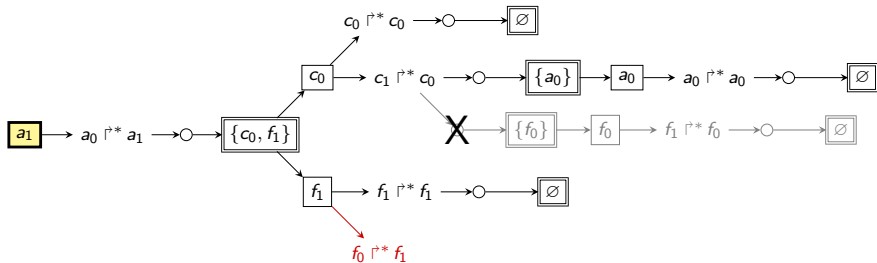 c₀ ↱* c₀ ∅
c₀ c₁ ↱* c₀ {a₀} a₀ a₀ ↱* a₀ ∅
a₁ a₀ ↱* a₁ {c₀, f₁} X {f₀} f₀ f₁ ↱* f₀ ∅
f₁ f₁ ↱* f₁ ∅
f₀ ↱* f₁